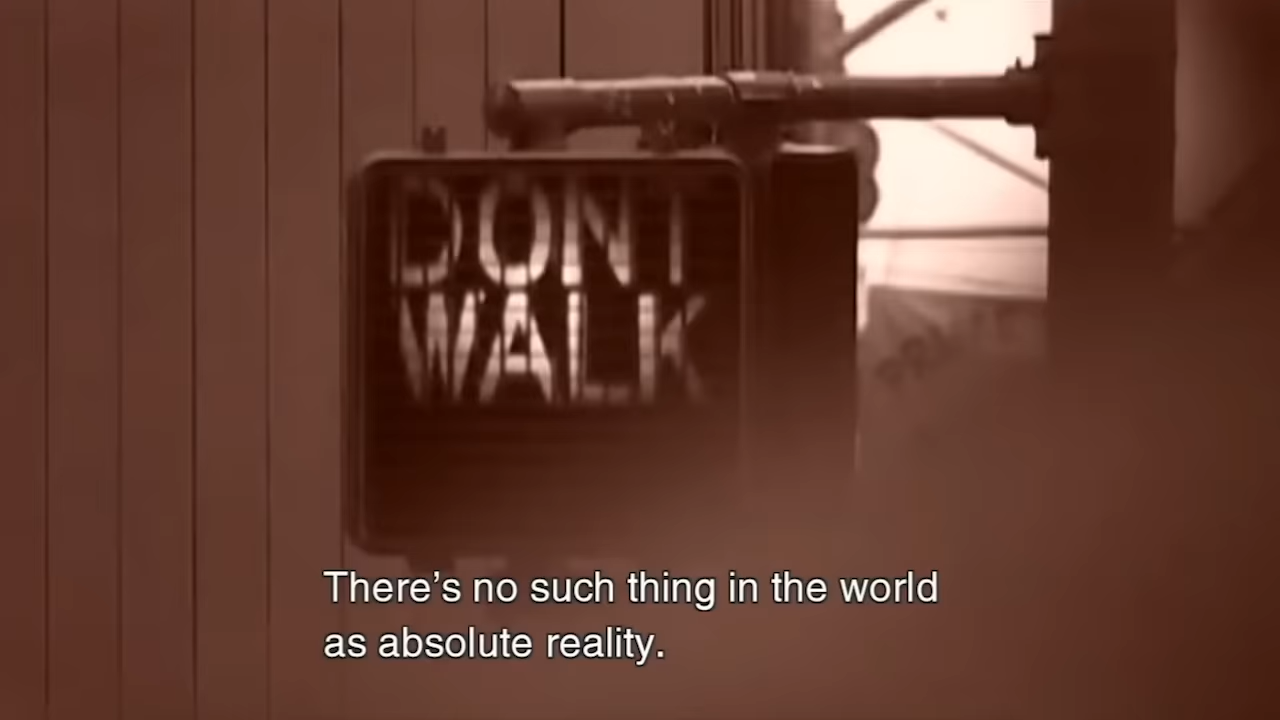 DONT
WALK
There's no such thing in the world
as absolute reality.